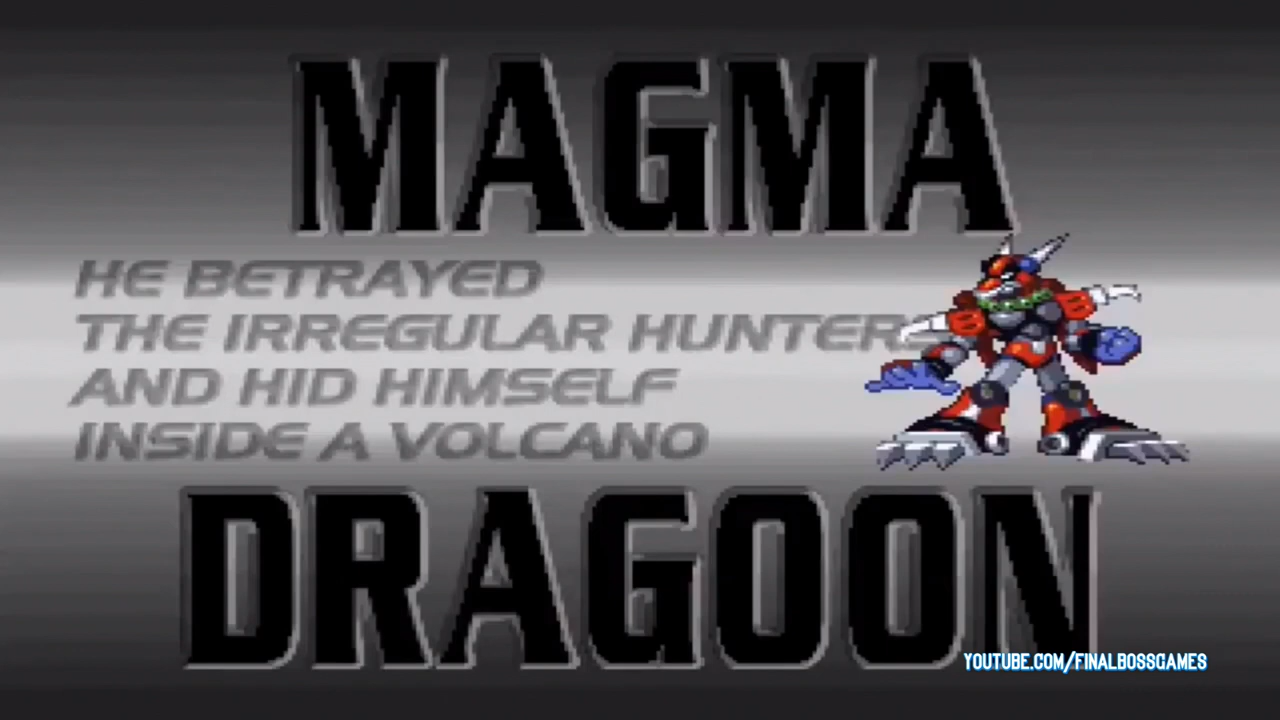 MAGMA
HE BETRAYED
THE IRREGULAR HUNTERS
AND HID HIMSELF
INSIDE A VOLCANO
DRAGOON
YOUTUBE.COM/FINALBOSSGAMES